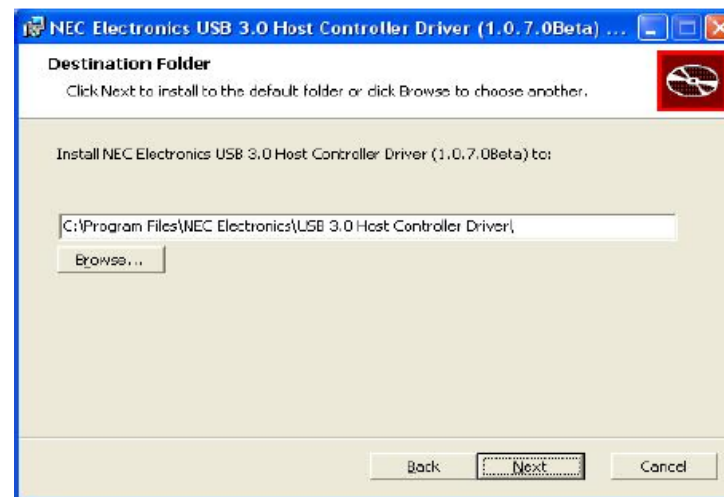 NEC Electronics USB 3.0 Host Controller Driver (1.0.7.0Beta) ...
Destination Folder
Click Next to install to the default folder or click Browse to choose another.
Install NEC Electronics USB 3.0 Host Controller Driver (1.0.7.0Beta) to:
C:\Program Files\NEC Electronics\USB 3.0 Host Controller Driver\
Browse...
Back Next Cancel